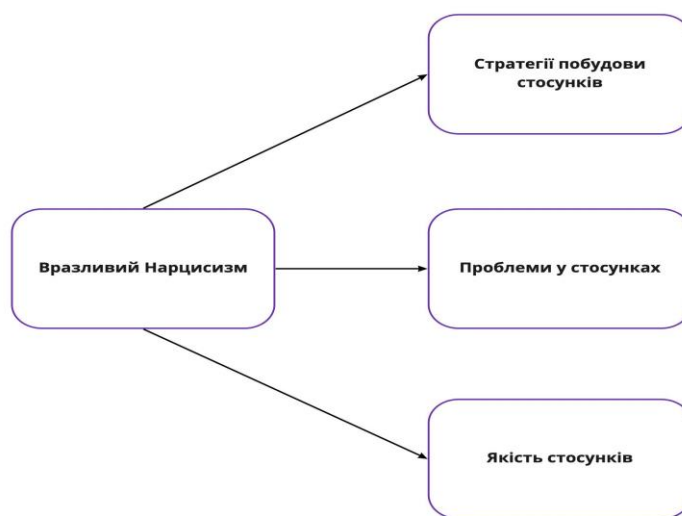 Стратегії побудови
стосунків
Вразливий Нарцисизм
Проблеми у стосунках
Якість стосунків